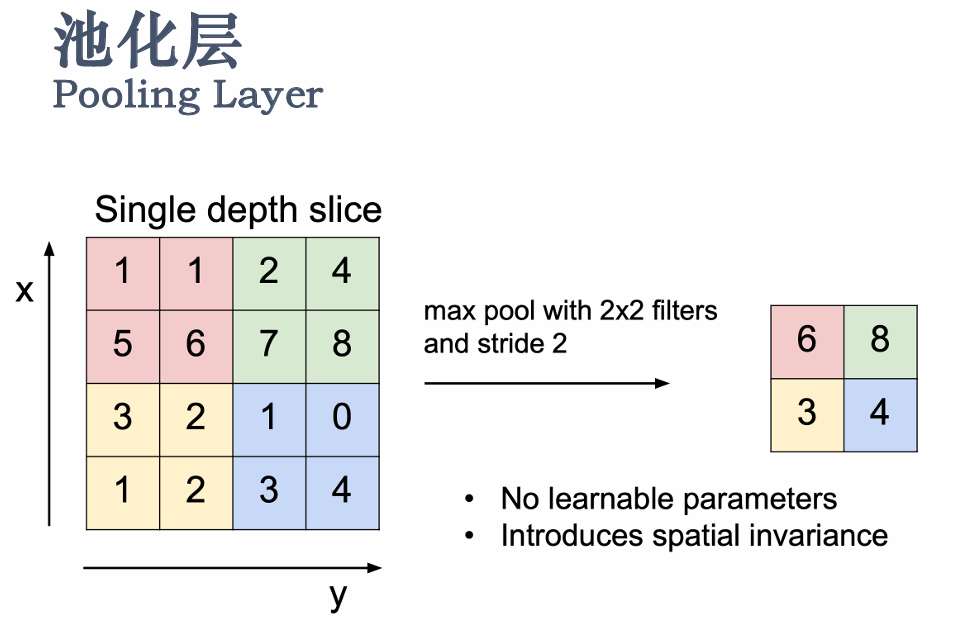 池化层
Pooling Layer
Single depth slice
x
1 1 2 4
5 6 7 8
3 2 1 0
1 2 3 4
y
max pool with 2x2 filters
and stride 2
6 8
3 4
• No learnable parameters
• Introduces spatial invariance